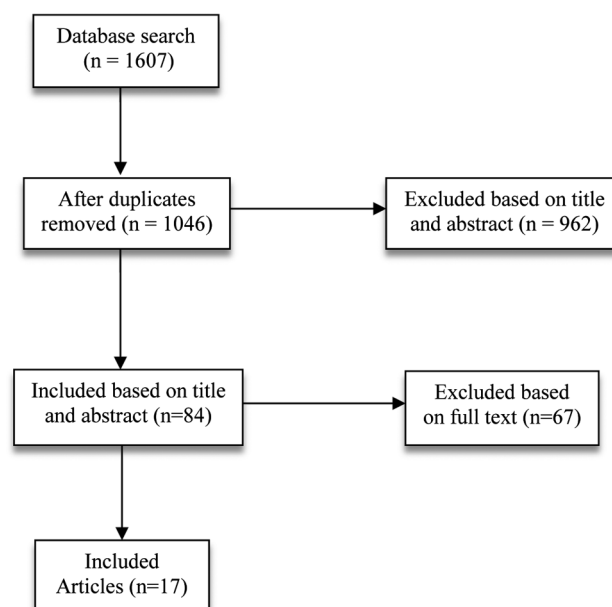 Database search
(n = 1607)
After duplicates
removed (n = 1046)
Excluded based on title
and abstract (n = 962)
Included based on title
and abstract (n=84)
Excluded based
on full text (n=67)
Included
Articles (n=17)